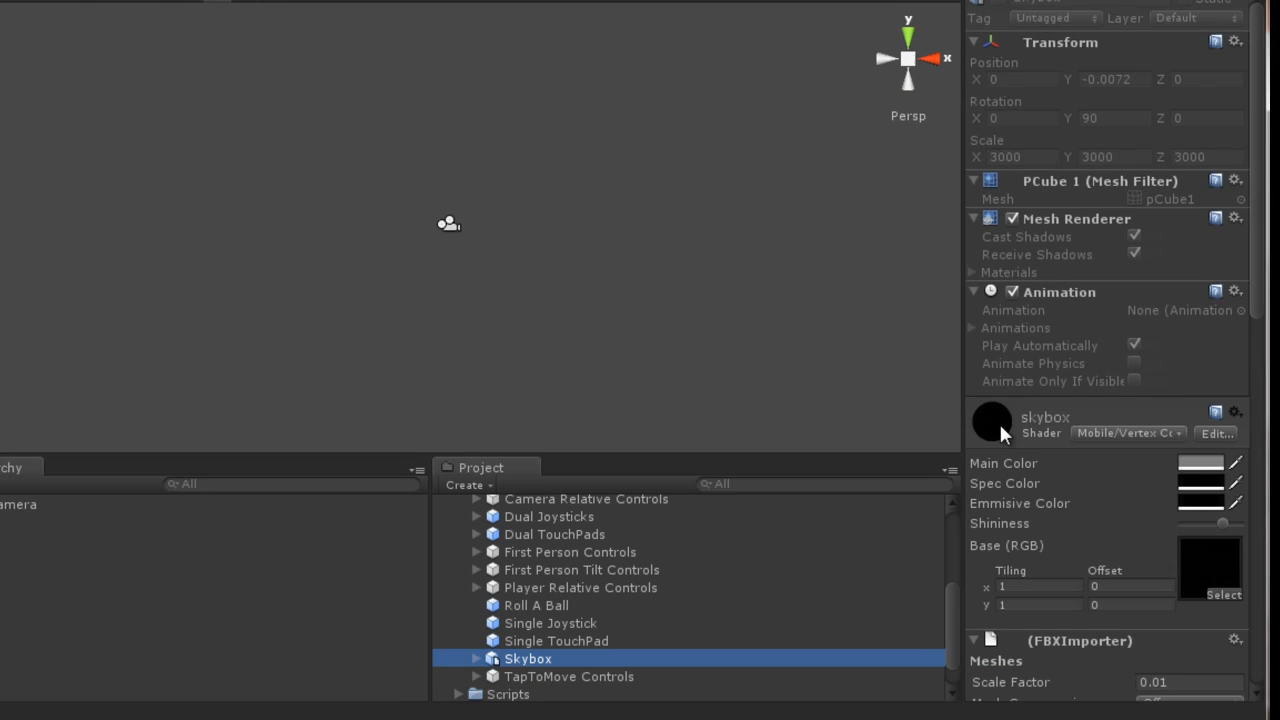 Tag Untagged Layer Default
y
x
Persp
Transform
Position
X 0 Y -0.0072 Z 0
Rotation
X 0 Y 90 Z 0
Scale
X 3000 Y 3000 Z 3000
PCube 1 (Mesh Filter)
Mesh pCube1
Mesh Renderer
Cast Shadows
Receive Shadows
Materials
Animation
Animation None (Animation
Animations
Play Automatically
Animate Physics
Animate Only If Visible
skybox
Shader Mobile/Vertex Edit...
Main Color
Spec Color
Emmisive Color
Shininess
Base (RGB)
Tiling Offset
x 1 0
y 1 0
Select
(FBXImporter)
Meshes
Scale Factor 0.01
rchy
All
amera
Project
Create All
Camera Relative Controls
Dual Joysticks
Dual TouchPads
First Person Controls
First Person Tilt Controls
Player Relative Controls
Roll A Ball
Single Joystick
Single TouchPad
Skybox
TapToMove Controls
Scripts